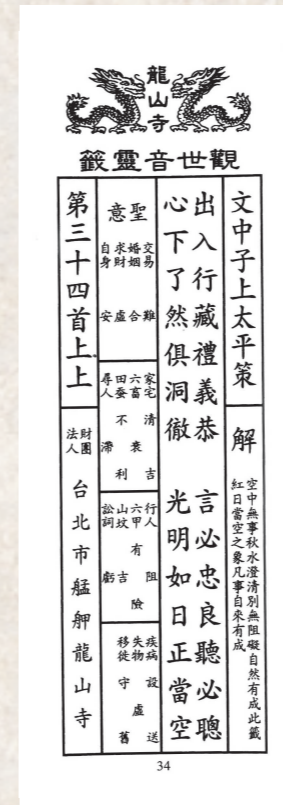 龍山寺
觀世音靈籤
文中子上太平策
解
空中無事秋水澄清別無阻礙自然有成此籤
紅日當空之象凡事自來有成
出入行藏禮義恭 言必忠良聽必聰
心下了然俱洞徹 光明如日正當空
聖意
交易 難
婚姻 合
求財 虛
自身 安
家宅 清吉
六畜 衰
田蚕 不利
尋人 滯
行人 阻
六甲 有險
山坟 吉
訟詞 虧
疾病 設送
失物 虛
移徙 守舊
第三十四首上上
財團
法人
台北市艋舺龍山寺
34